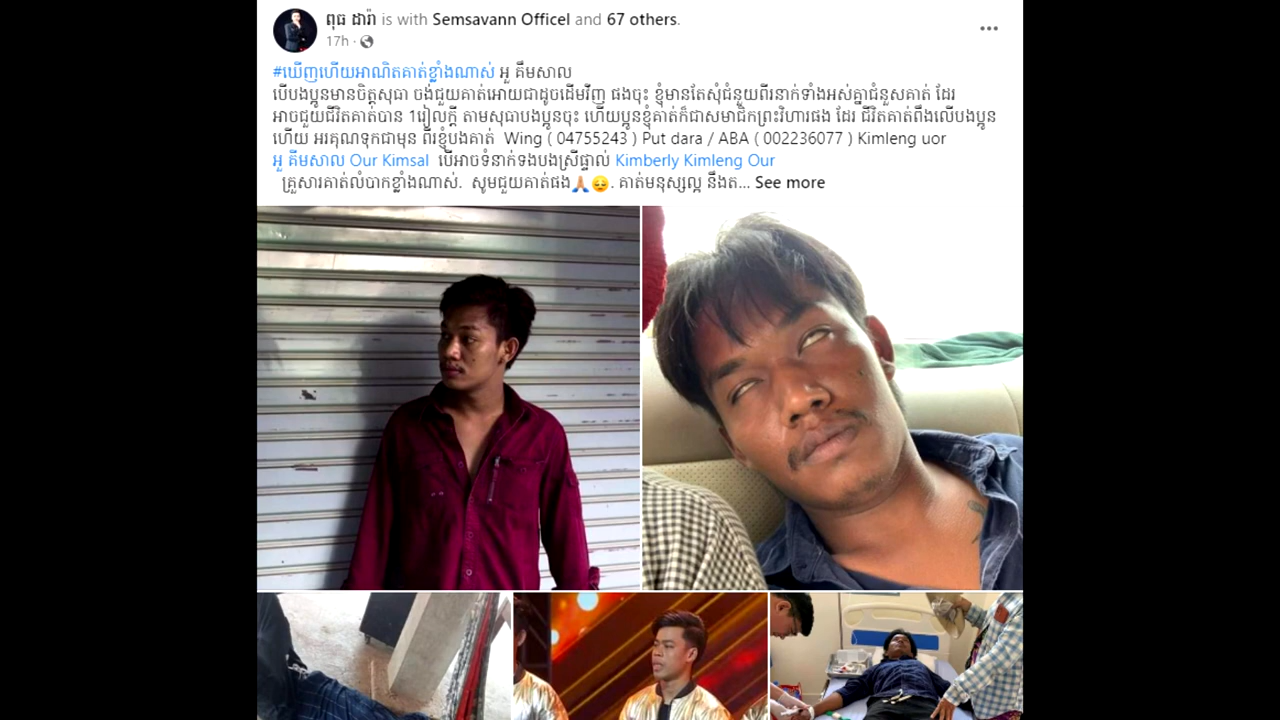 ពុធ ដារ៉ា is with Semsavann Officel and 67 others.
17h ·
#ឃើញហើយអាណិតគាត់ខ្លាំងណាស់ អួ គីមសាល
បើបងប្អូនមានចិត្តសុំធា ចង់ជួយគាត់អោយជាដូចដើមវិញ ផងចុះ ខ្ញុំមានតែសុំជំនួយពីរនាក់ទាំងអស់គ្នាជំនួសគាត់ ដែរ
អាចជួយជីវិតគាត់បាន 1រៀលក្តី តាមសុធាបងប្អូនចុះ ហើយប្អូនខ្ញុំគាត់ក៏ជាសមាជិកព្រះវិហារផង ដែរ ជីវិតគាត់ពឹងលើបងប្អូន
ហើយ អរគុណទុកជាមុន ពីរខ្ញុំបងគាត់ Wing ( 04755243 ) Put dara / ABA ( 002236077 ) Kimleng uor
អួ គីមសាល Our Kimsal បើអាចទំនាក់ទងបងស្រីផ្ទាល់ Kimberly Kimleng Our
គ្រួសារគាត់លំបាកខ្លាំងណាស់. សូមជួយគាត់ផង🙏🏼😔. គាត់មនុស្សល្អ នឹងត... See more